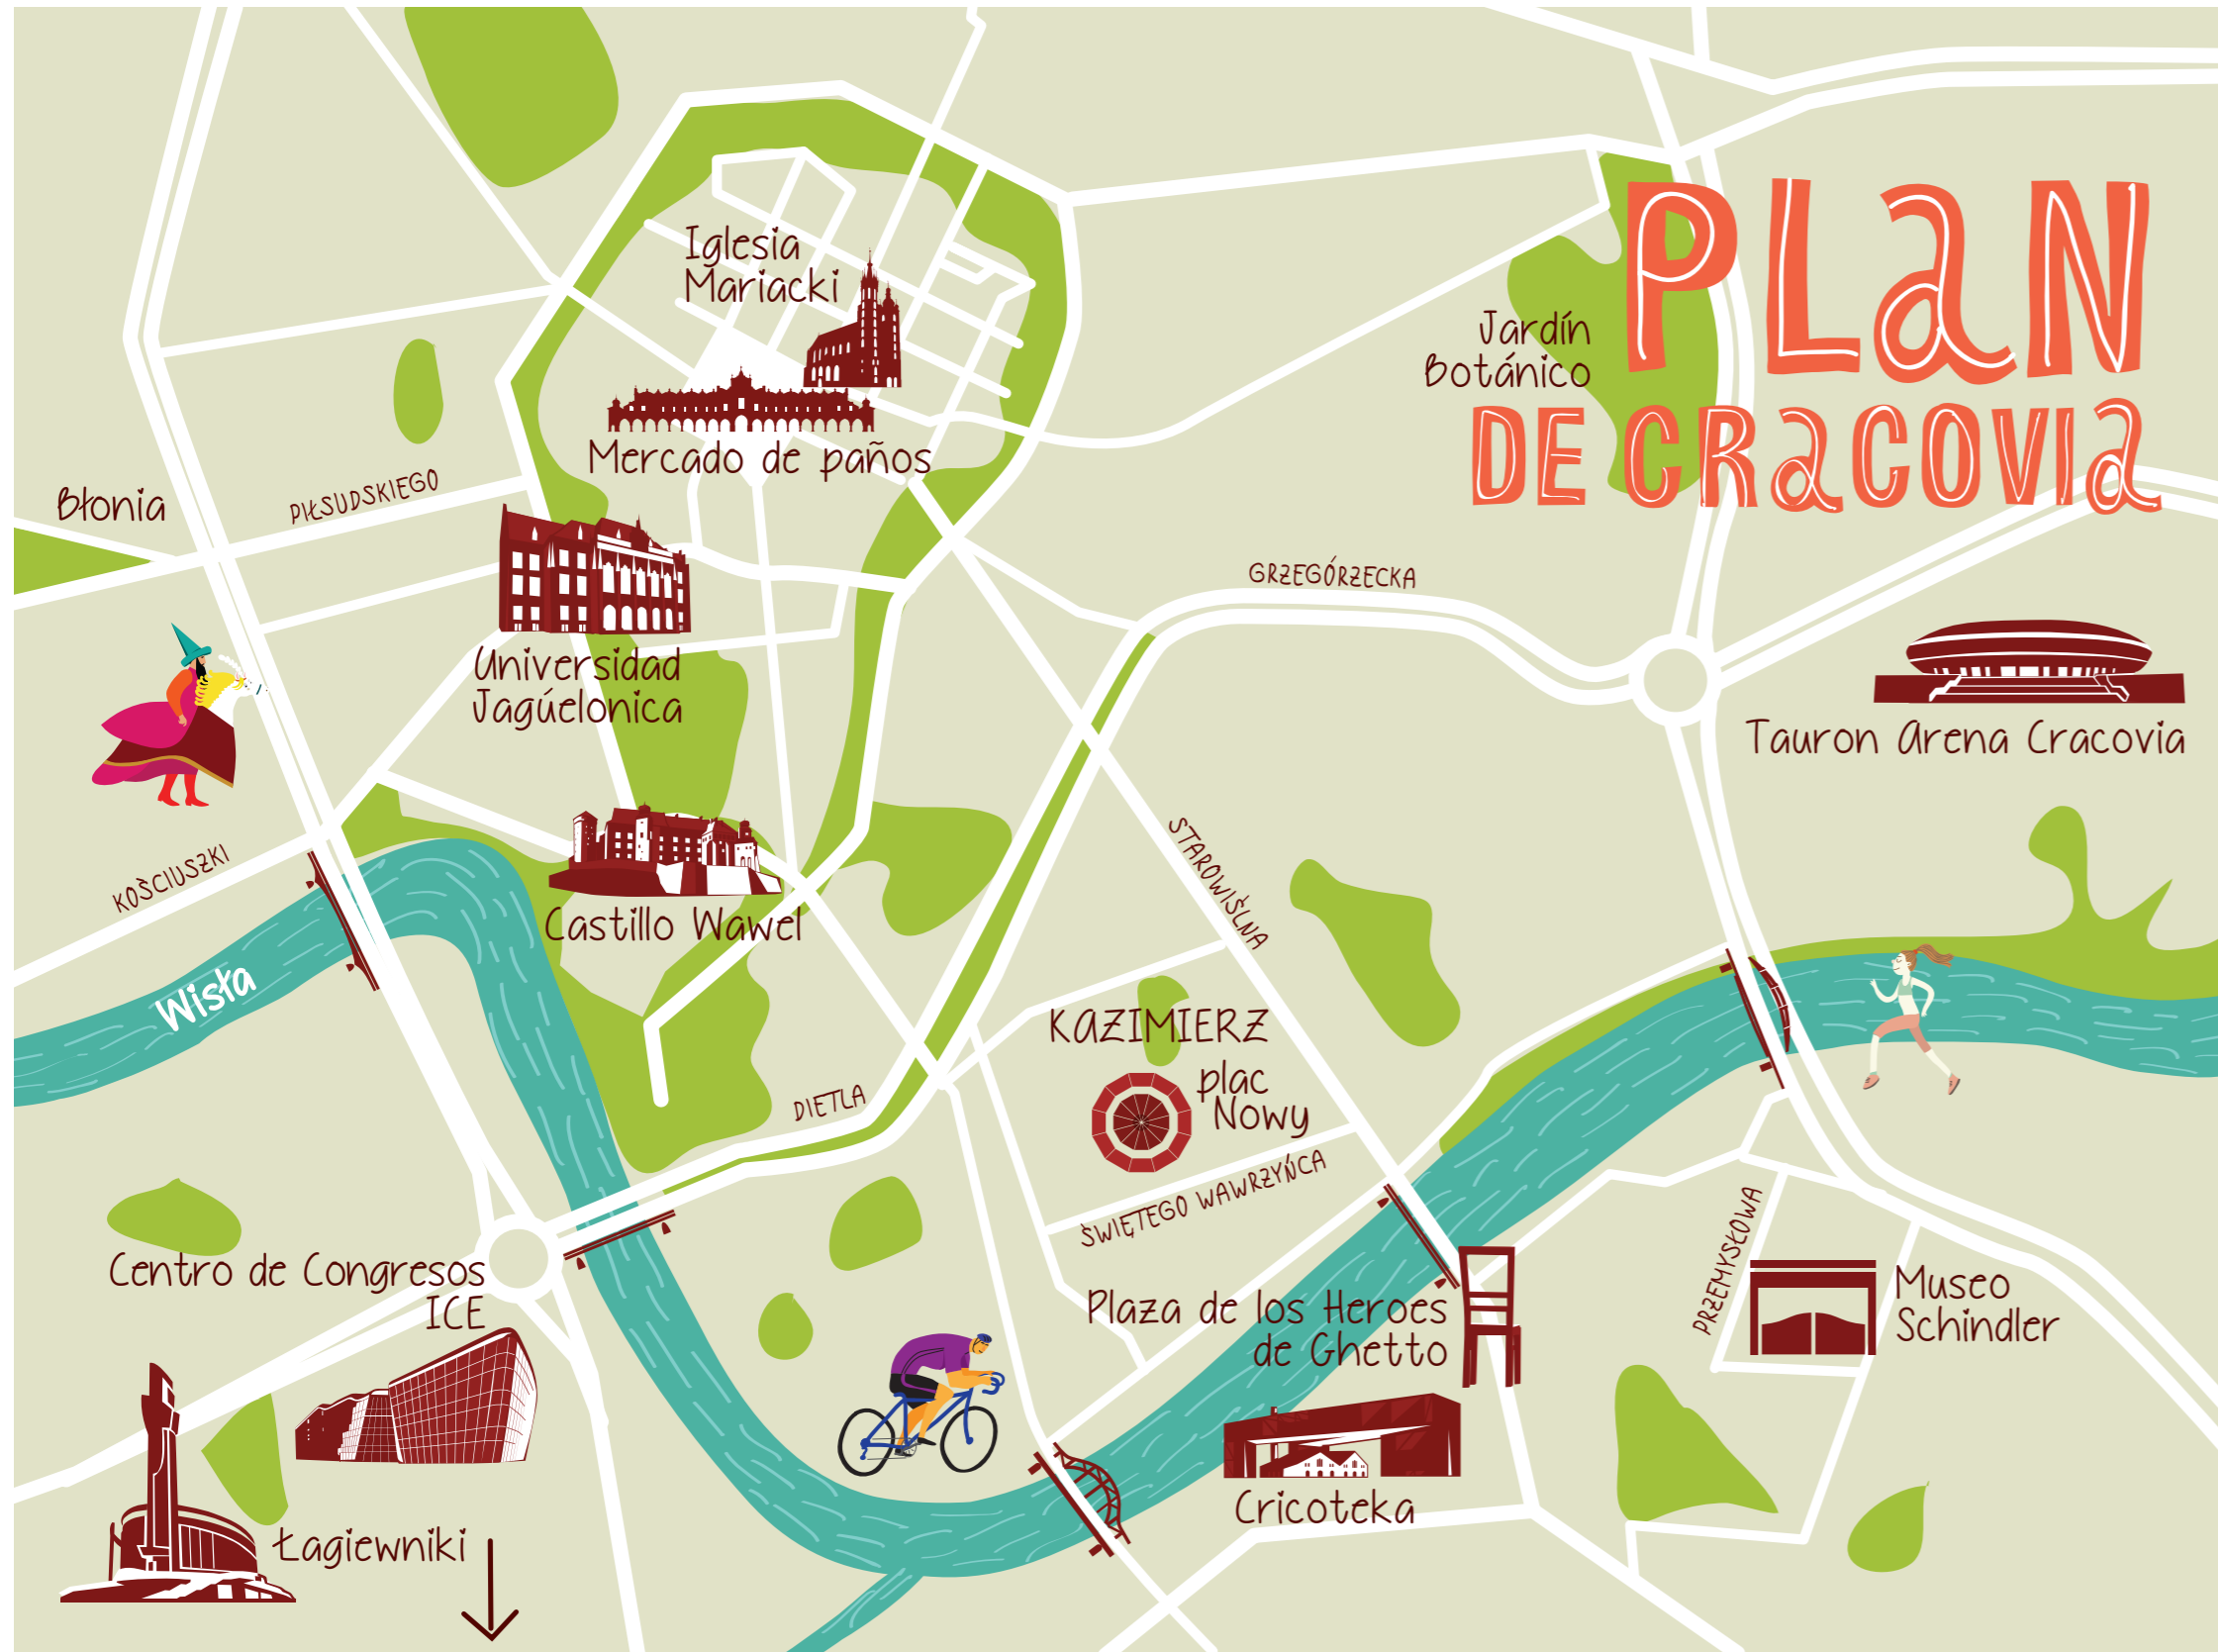 PLaN
DE CRaCOVIa
Iglesia
Mariacki
Jardín
Botánico
Mercado de paños
Błonia
PIŁSUDSKIEGO
GRZEGÓRZECKA
Universidad
Jagúelonica
Tauron Arena Cracovia
KOŚCIUSZKI
STAROWIŚLNA
Castillo Wawel
Wisła
KAZIMIERZ
plac
Nowy
DIETLA
ŚWIĘTEGO WAWRZYŃCA
PRZEMYSŁOWA
Centro de Congresos
ICE
Plaza de los Heroes
de Ghetto
Museo
Schindler
Cricoteka
Łagiewniki